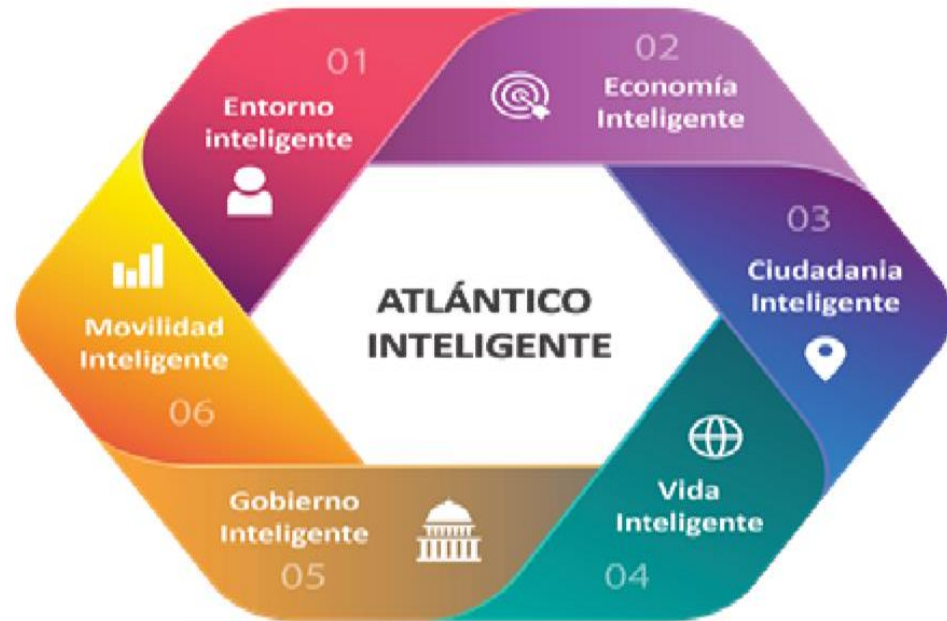 01
Entorno
inteligente
02
Economía
Inteligente
03
Ciudadania
Inteligente
ATLÁNTICO
INTELIGENTE
Vida
Inteligente
04
Gobierno
Inteligente
05
Movilidad
Inteligente
06